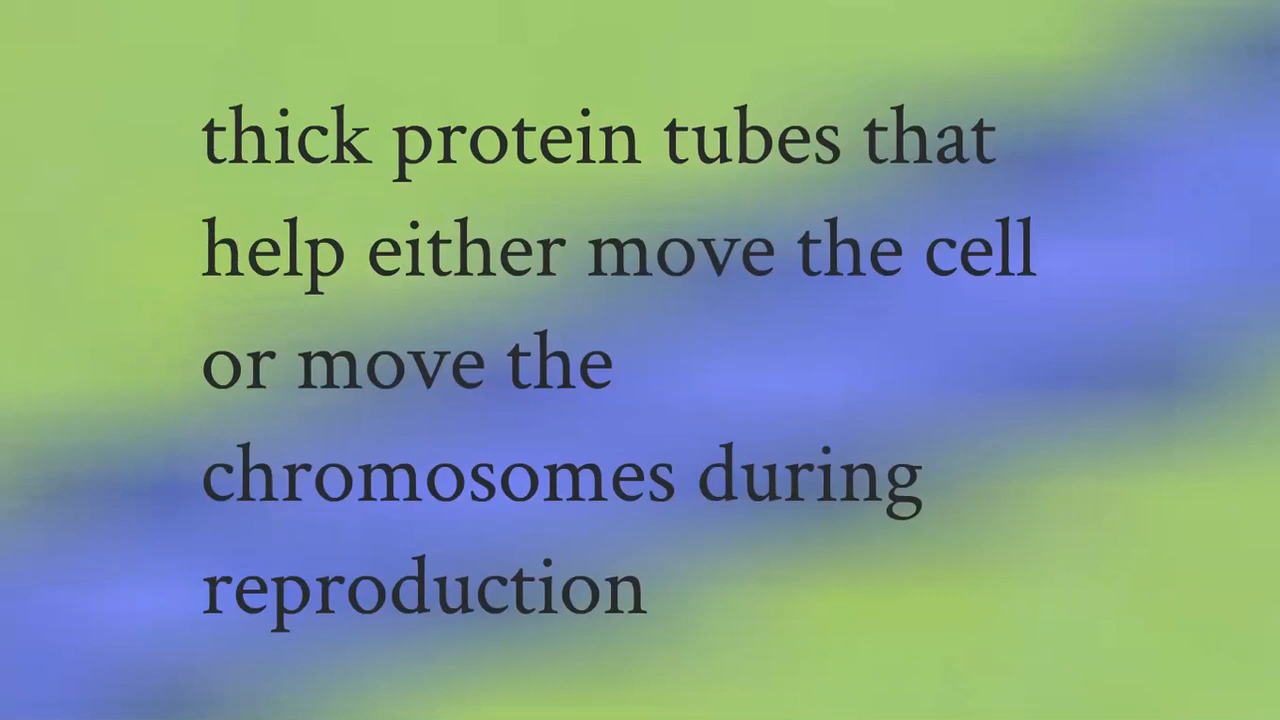 thick protein tubes that
help either move the cell
or move the
chromosomes during
reproduction